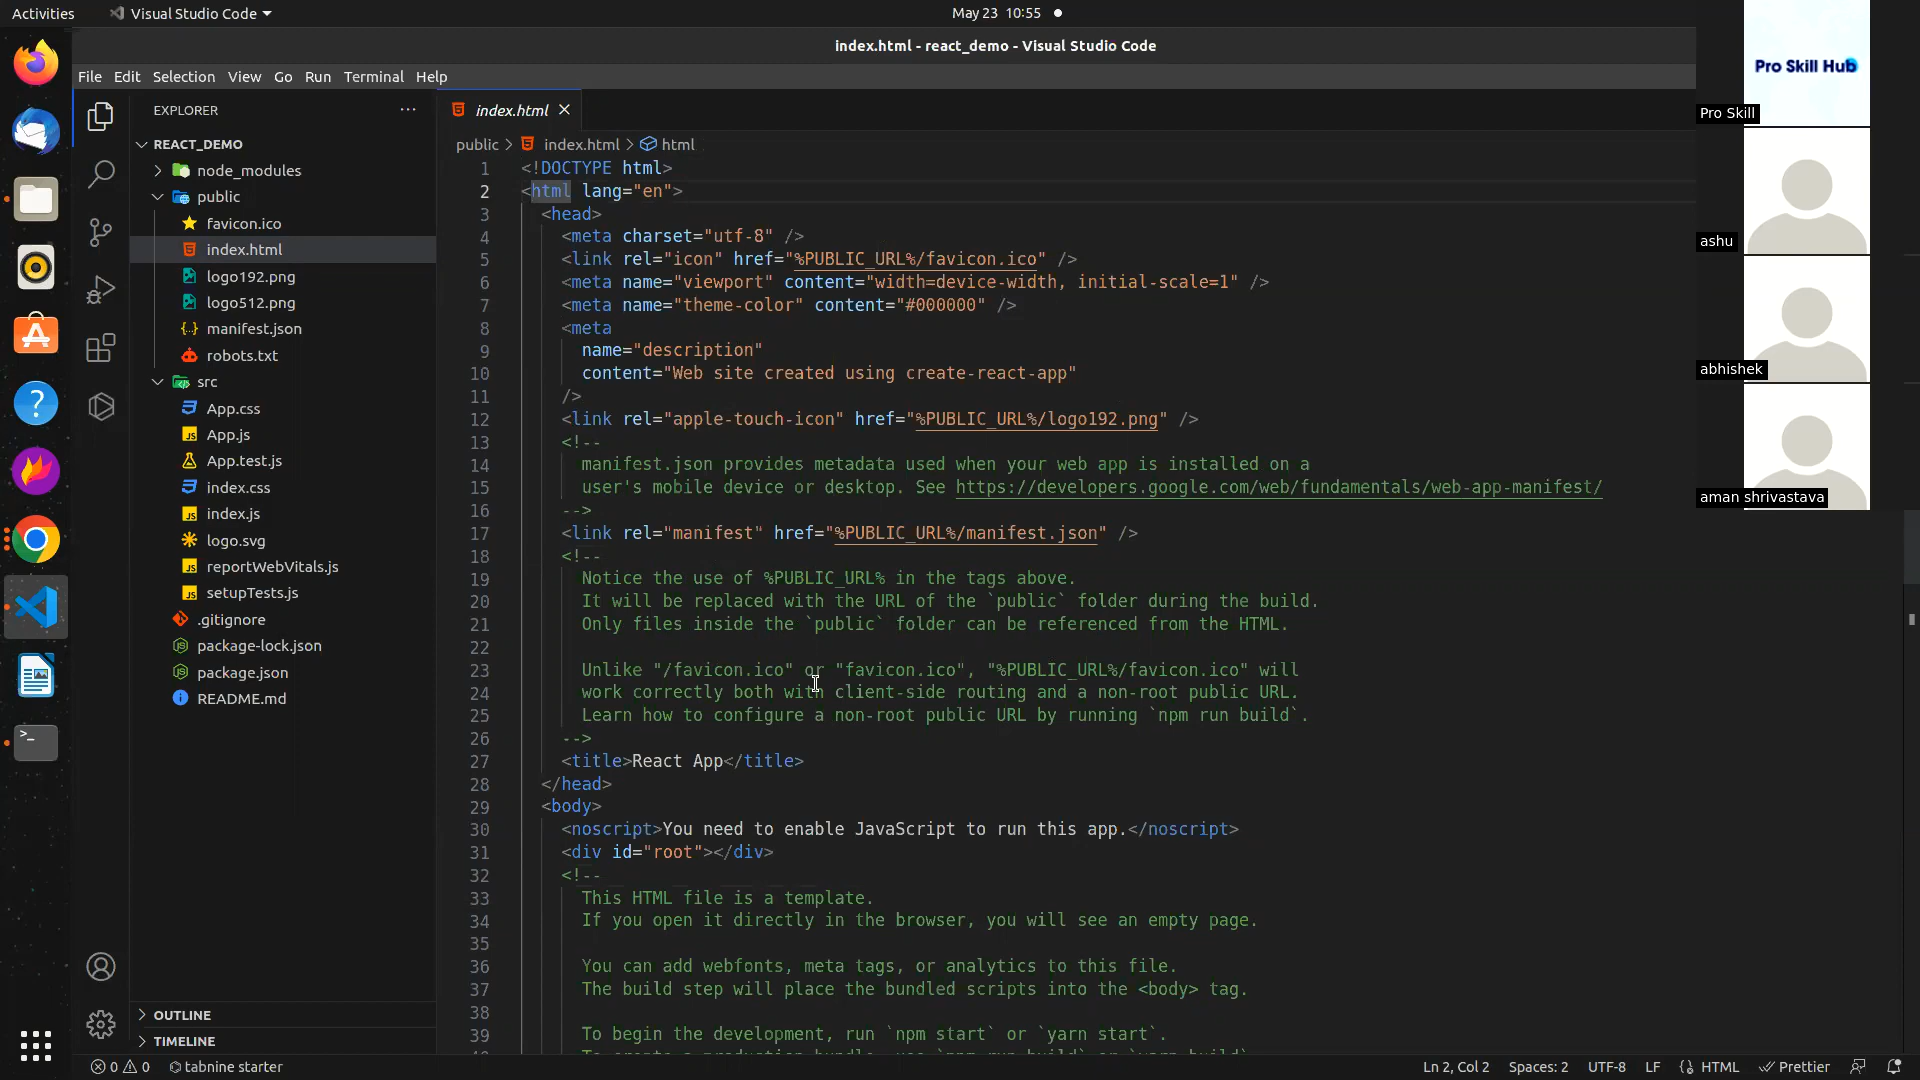 Activities
Visual Studio Code
May 23 10:55
index.html - react_demo - Visual Studio Code
File Edit Selection View Go Run Terminal Help
EXPLORER
REACT_DEMO
node_modules
public
favicon.ico
index.html
logo192.png
logo512.png
manifest.json
robots.txt
src
App.css
App.js
App.test.js
index.css
index.js
logo.svg
reportWebVitals.js
setupTests.js
.gitignore
package-lock.json
package.json
README.md
OUTLINE
TIMELINE
index.html
public > index.html > html
1 <!DOCTYPE html>
2 <html lang="en">
3 <head>
4 <meta charset="utf-8" />
5 <link rel="icon" href="%PUBLIC_URL%/favicon.ico" />
6 <meta name="viewport" content="width=device-width, initial-scale=1" />
7 <meta name="theme-color" content="#000000" />
8 <meta
9 name="description"
10 content="Web site created using create-react-app"
11 />
12 <link rel="apple-touch-icon" href="%PUBLIC_URL%/logo192.png" />
13 <!--
14 manifest.json provides metadata used when your web app is installed on a
15 user's mobile device or desktop. See https://developers.google.com/web/fundamentals/web-app-manifest/
16 -->
17 <link rel="manifest" href="%PUBLIC_URL%/manifest.json" />
18 <!--
19 Notice the use of %PUBLIC_URL% in the tags above.
20 It will be replaced with the URL of the `public` folder during the build.
21 Only files inside the `public` folder can be referenced from the HTML.
22
23 Unlike "/favicon.ico" or "favicon.ico", "%PUBLIC_URL%/favicon.ico" will
24 work correctly both with client-side routing and a non-root public URL.
25 Learn how to configure a non-root public URL by running `npm run build`.
26 -->
27 <title>React App</title>
28 </head>
29 <body>
30 <noscript>You need to enable JavaScript to run this app.</noscript>
31 <div id="root"></div>
32 <!--
33 This HTML file is a template.
34 If you open it directly in the browser, you will see an empty page.
35
36 You can add webfonts, meta tags, or analytics to this file.
37 The build step will place the bundled scripts into the <body> tag.
38
39 To begin the development, run `npm start` or `yarn start`.
Pro Skill Hub
Pro Skill
ashu
abhishek
aman shrivastava
0 0 tabnine starter
Ln 2, Col 2 Spaces: 2 UTF-8 LF HTML Prettier